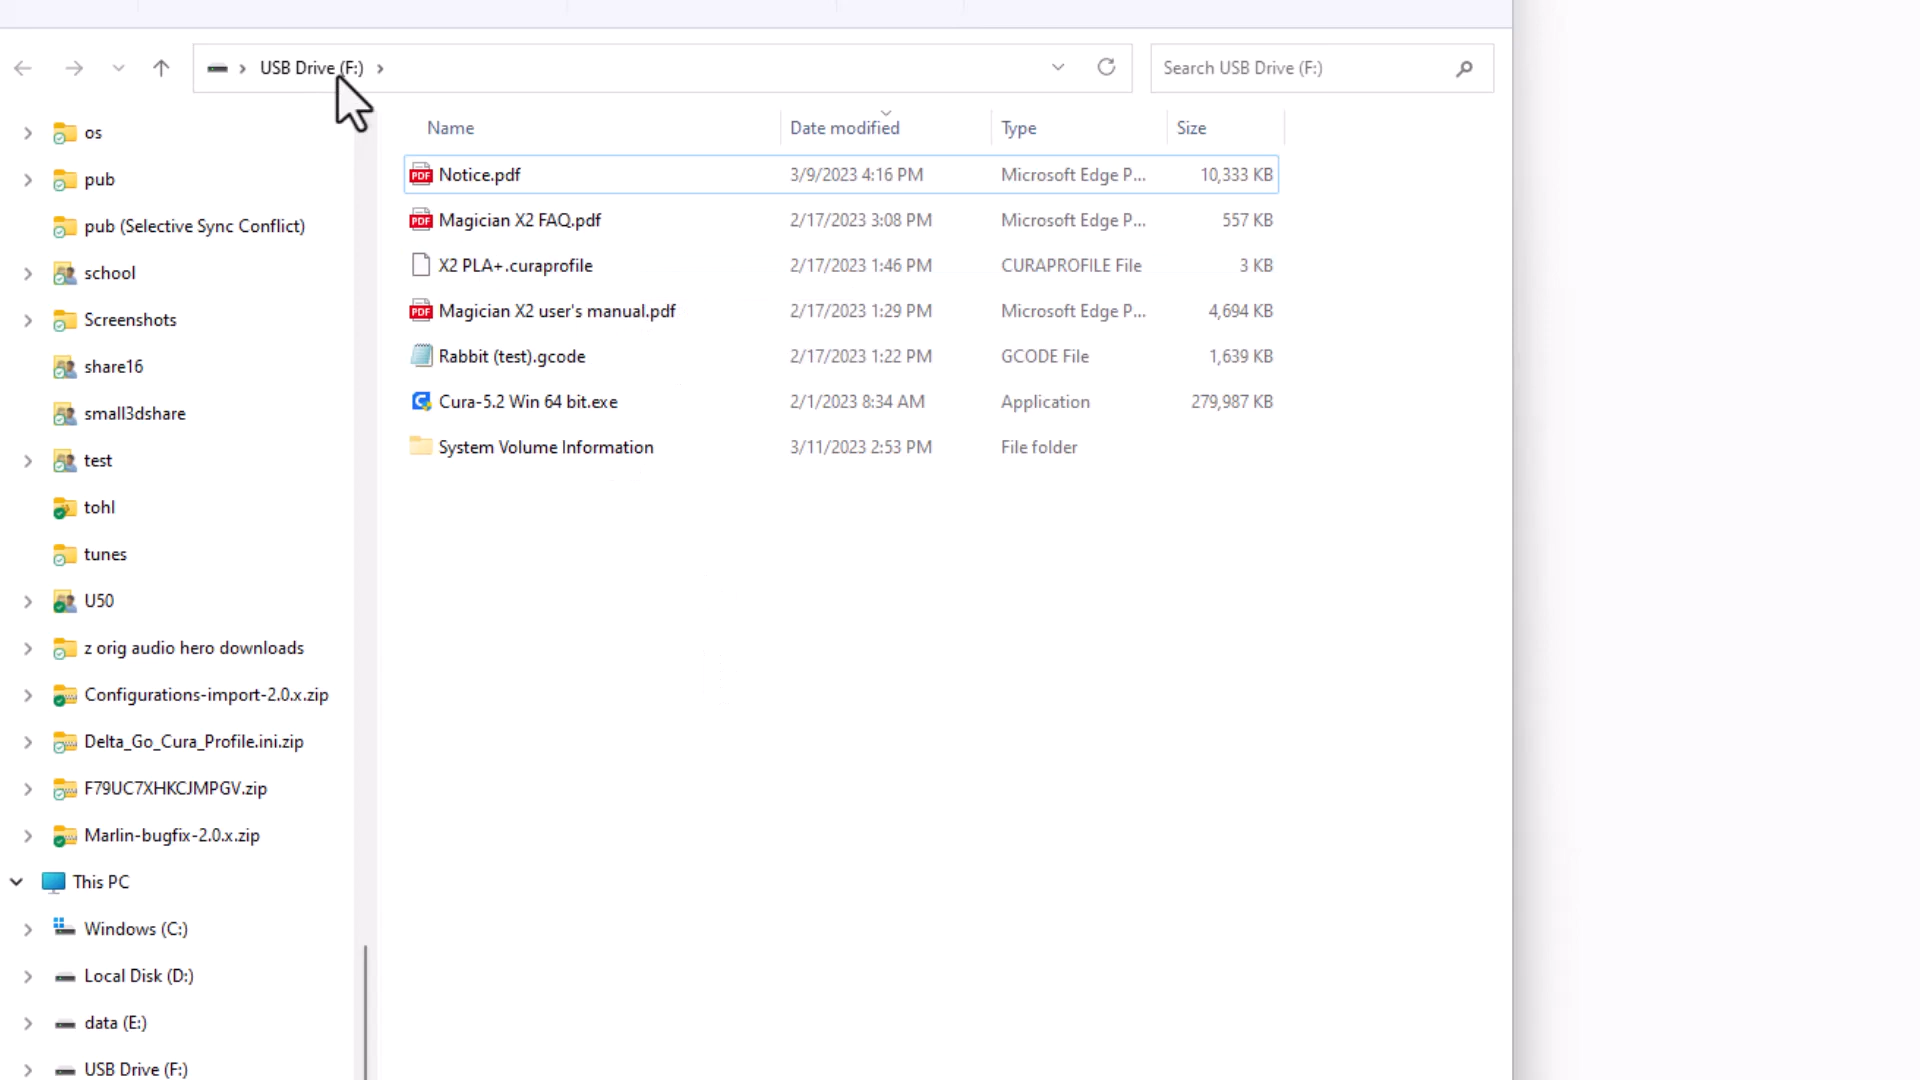 USB Drive (F:)
Search USB Drive (F:)
Name Date modified Type Size
Notice.pdf 3/9/2023 4:16 PM Microsoft Edge P... 10,333 KB
Magician X2 FAQ.pdf 2/17/2023 3:08 PM Microsoft Edge P... 557 KB
X2 PLA+.curaprofile 2/17/2023 1:46 PM CURAPROFILE File 3 KB
Magician X2 user's manual.pdf 2/17/2023 1:29 PM Microsoft Edge P... 4,694 KB
Rabbit (test).gcode 2/17/2023 1:22 PM GCODE File 1,639 KB
Cura-5.2 Win 64 bit.exe 2/1/2023 8:34 AM Application 279,987 KB
System Volume Information 3/11/2023 2:53 PM File folder
os
pub
pub (Selective Sync Conflict)
school
Screenshots
share16
small3dshare
test
tohl
tunes
U50
z orig audio hero downloads
Configurations-import-2.0.x.zip
Delta_Go_Cura_Profile.ini.zip
F79UC7XHKCJMPGV.zip
Marlin-bugfix-2.0.x.zip
This PC
Windows (C:)
Local Disk (D:)
data (E:)
USB Drive (F:)